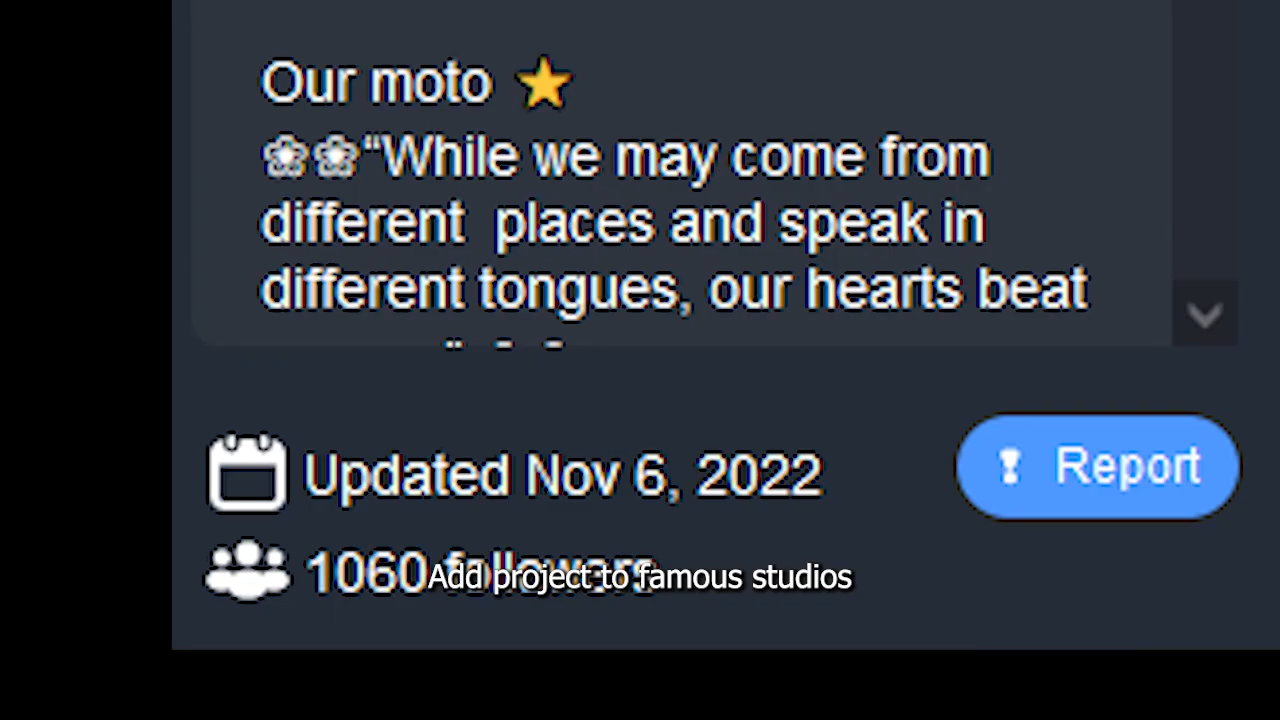 Our moto ⭐
❀❀“While we may come from
different places and speak in
different tongues, our hearts beat
Updated Nov 6, 2022
Report
1060 followers
Add project to famous studios